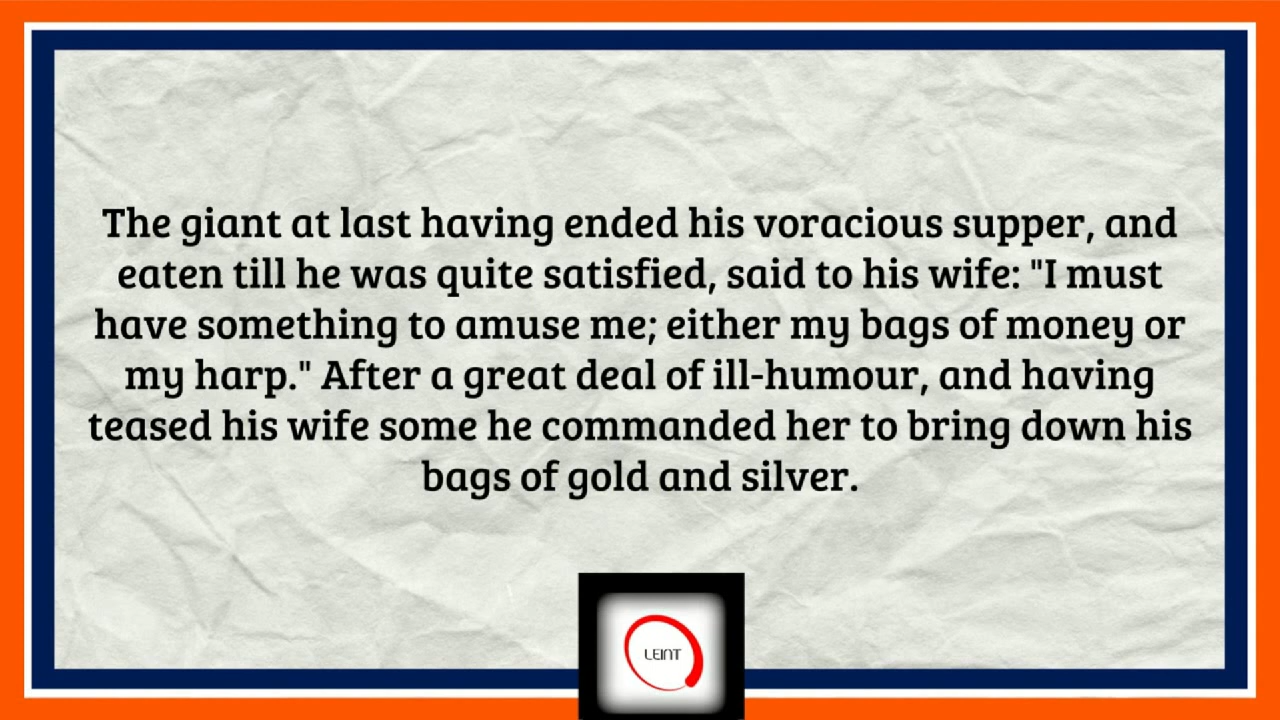 The giant at last having ended his voracious supper, and
eaten till he was quite satisfied, said to his wife: "I must
have something to amuse me; either my bags of money or
my harp." After a great deal of ill-humour, and having
teased his wife some he commanded her to bring down his
bags of gold and silver.
LEINT